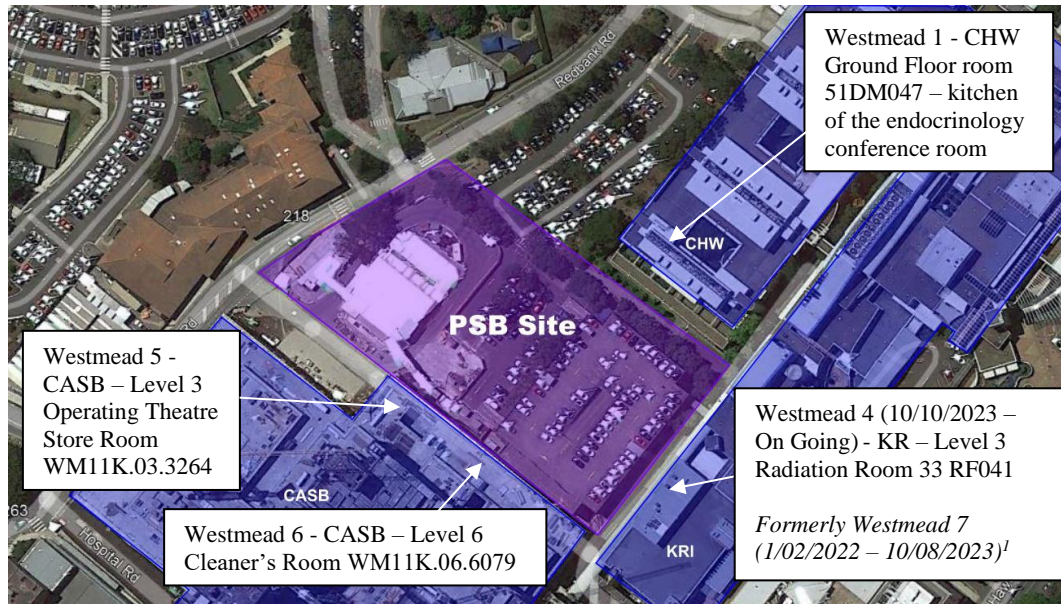 Westmead 1 - CHW
Ground Floor room
51DM047 – kitchen
of the endocrinology
conference room
Redbank Rd
218
CHW
PSB Site
Rd
Westmead 5 -
CASB – Level 3
Operating Theatre
Store Room
WM11K.03.3264
Westmead 4 (10/10/2023 –
On Going) - KR – Level 3
Radiation Room 33 RF041
Formerly Westmead 7
(1/02/2022 – 10/08/2023)¹
CASB
263
Hospital Rd
Westmead 6 - CASB – Level 6
Cleaner's Room WM11K.06.6079
KRI
Haw